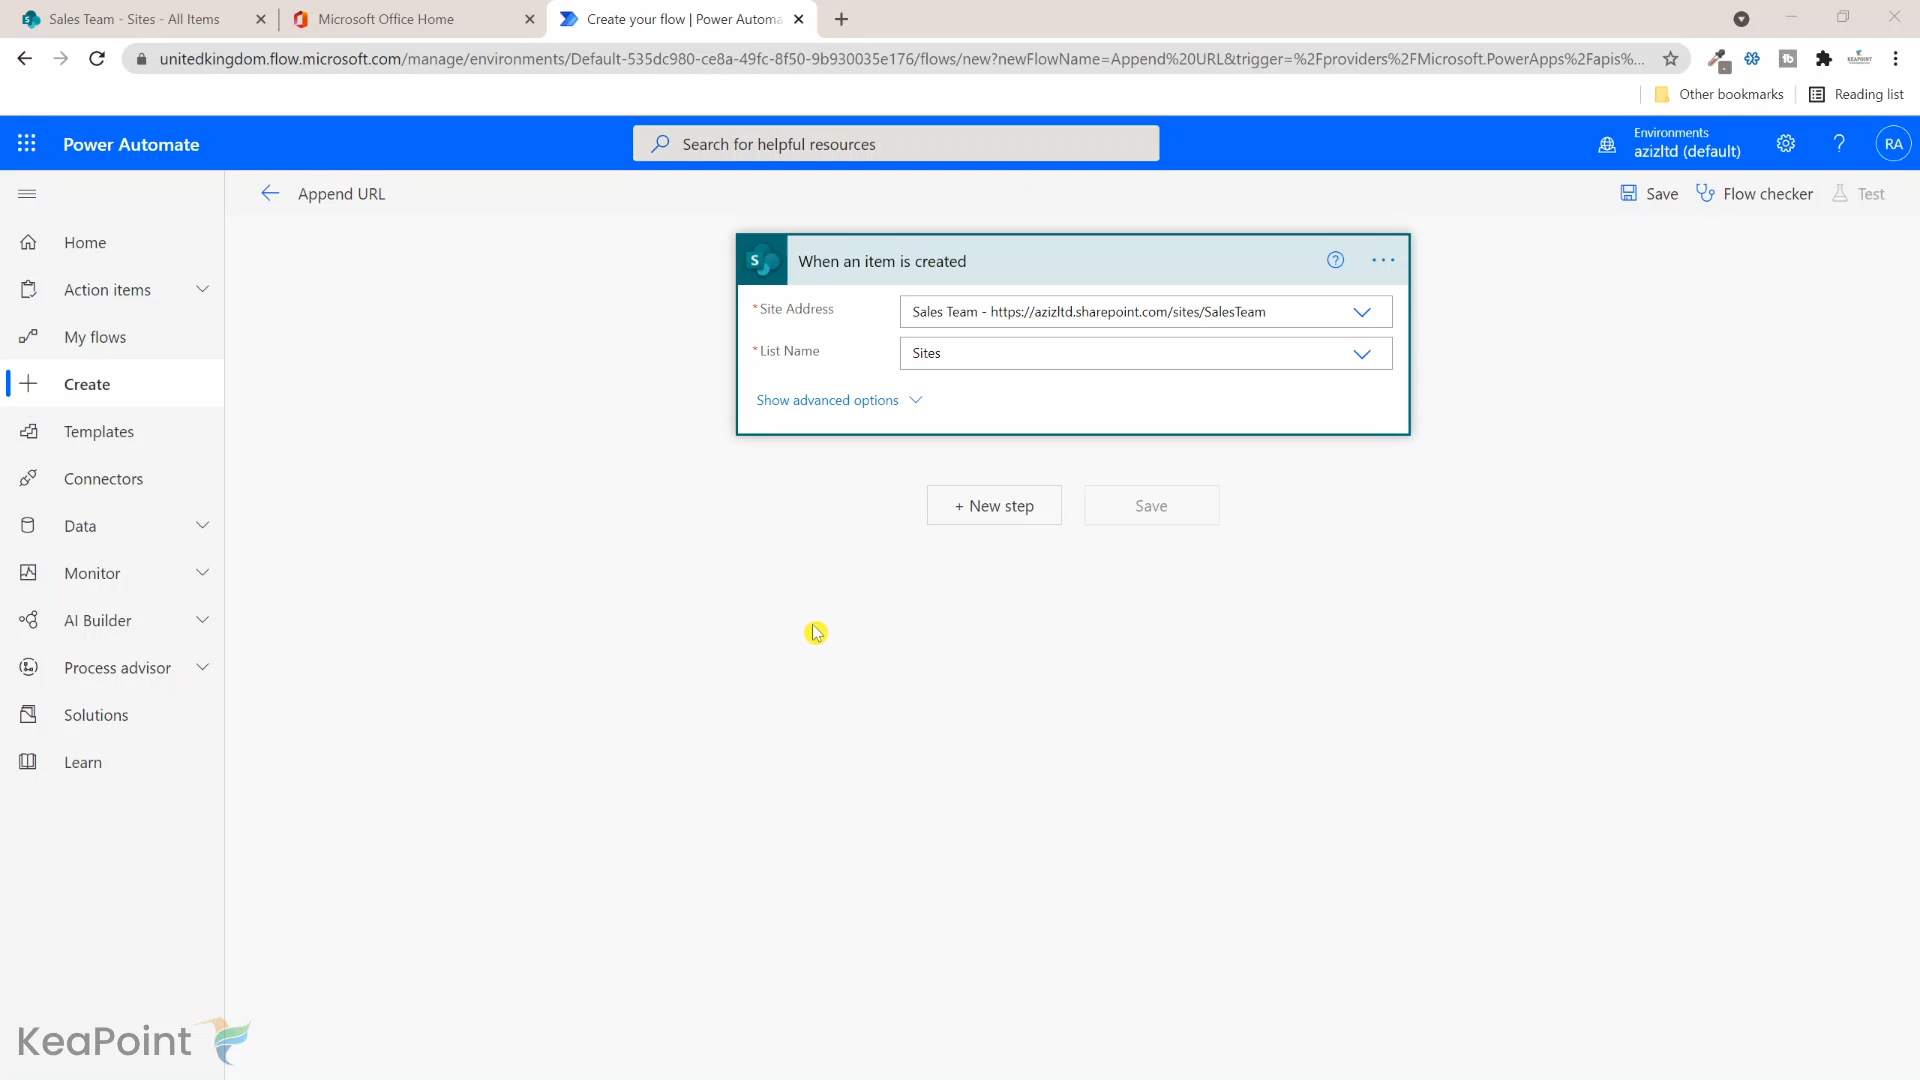 Sales Team - Sites - All Items
Microsoft Office Home
Create your flow | Power Automa
unitedkingdom.flow.microsoft.com/manage/environments/Default-535dc980-ce8a-49fc-8f50-9b930035e176/flows/new?newFlowName=Append%20URL&trigger=%2Fproviders%2FMicrosoft.PowerApps%2Fapis%...
Other bookmarks
Reading list
Power Automate
Search for helpful resources
Environments
azizltd (default)
RA
Append URL
Save
Flow checker
Test
Home
Action items
My flows
Create
Templates
Connectors
Data
Monitor
AI Builder
Process advisor
Solutions
Learn
S
When an item is created
* Site Address
Sales Team - https://azizltd.sharepoint.com/sites/SalesTeam
* List Name
Sites
Show advanced options
+ New step
Save
KeaPoint